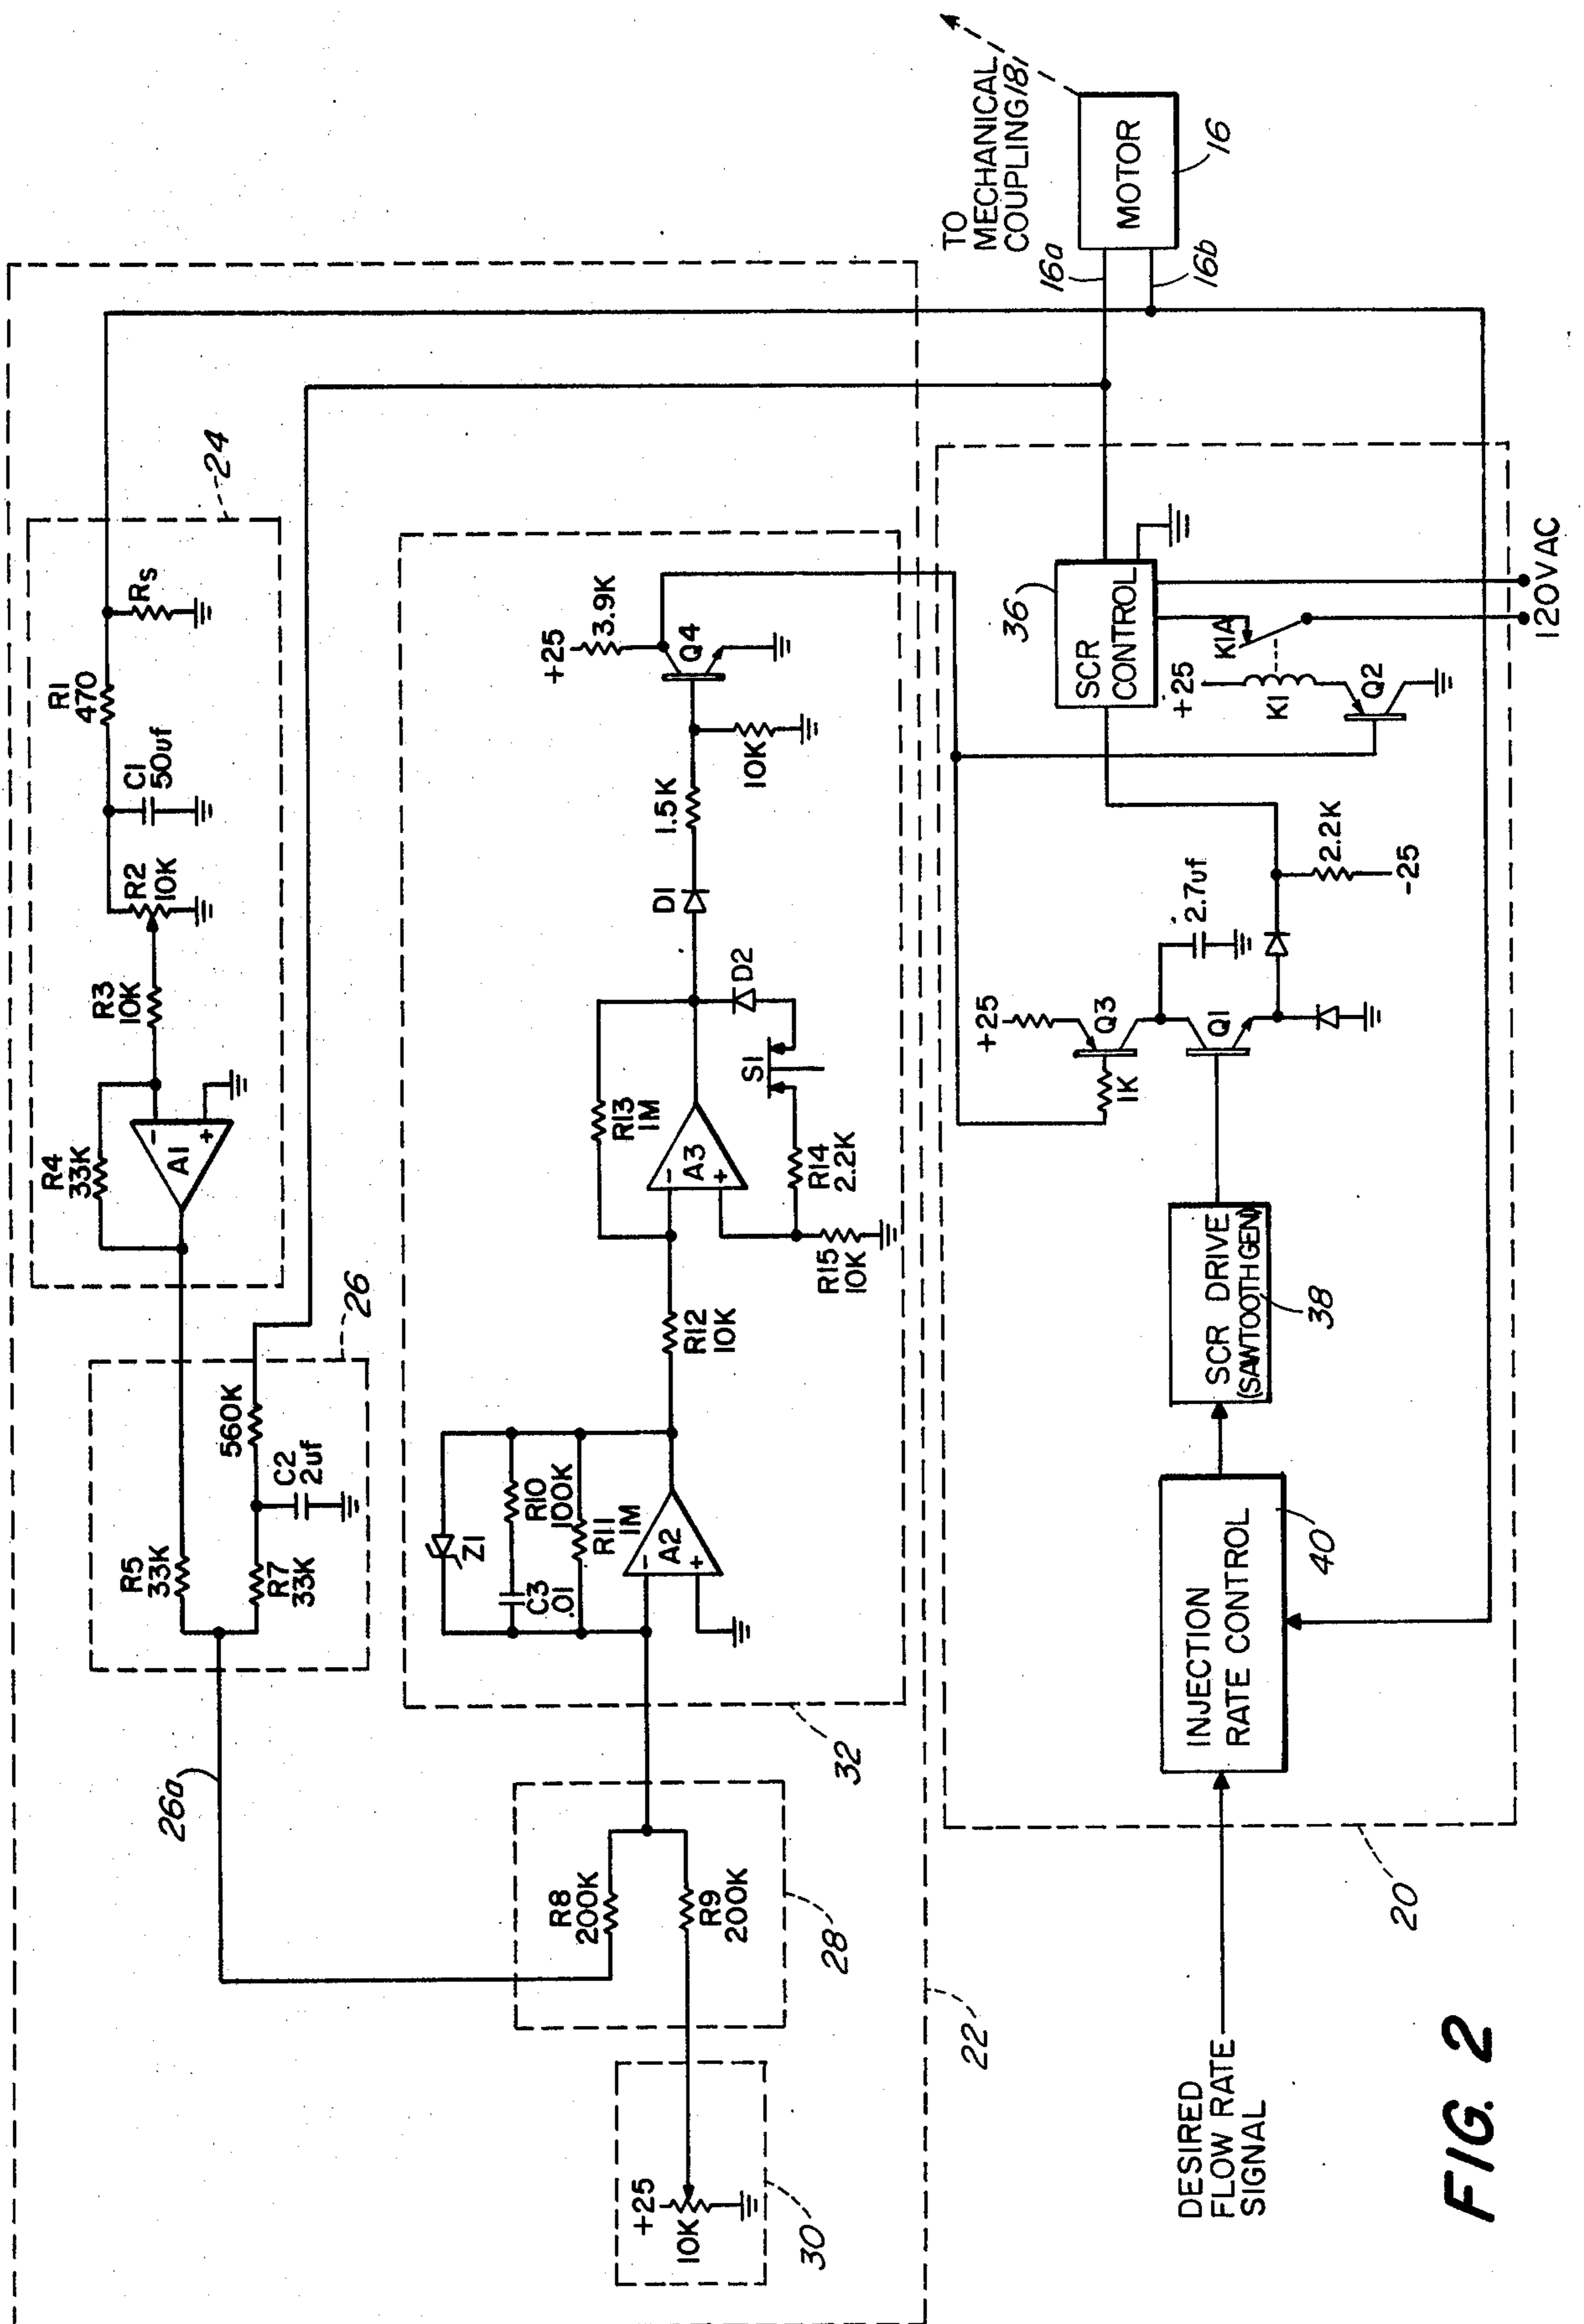 24
R1
470
RS
C1
50uf
R2
10K
R3
10K
R4
33K
A1
-
+
26
R5
33K
560K
C2
2uf
R7
33K
26a
+25
3.9K
Q4
10K
1.5K
D1
D2
S1
R13
1M
A3
-
+
R14
2.2K
R15
10K
R12
10K
Z1
R10
100K
C3
.01
R11
1M
A2
-
+
32
R8
200K
R9
200K
28
+25
10K
30
22
TO
MECHANICAL
COUPLING 181
16a
16b
MOTOR
16
36
SCR
CONTROL
K1A
+25
K1
Q2
120VAC
2.2K
-25
2.7uf
+25
Q3
1K
Q1
SCR DRIVE
(SAWTOOTH GEN)
38
INJECTION
RATE CONTROL
40
20
DESIRED
FLOW RATE
SIGNAL
FIG. 2